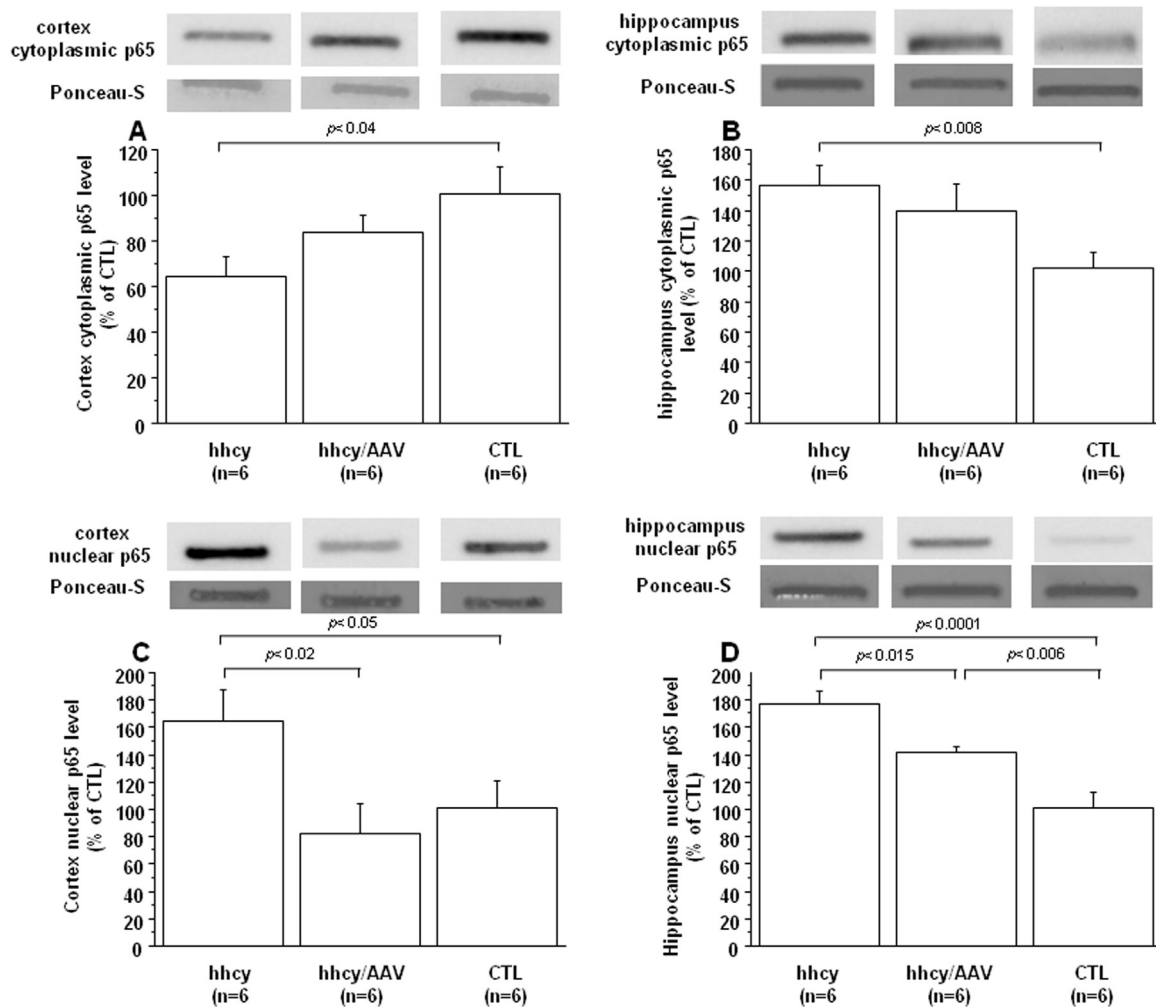 cortex
cytoplasmic p65
Ponceau-S
A
p< 0.04
Cortex cytoplasmic p65 level
(% of CTL)
120
100
80
60
40
20
0
hhcy
(n=6
hhcy/AAV
(n=6)
CTL
(n=6)
hippocampus
cytoplasmic p65
Ponceau-S
B
p< 0.008
hippocampus cytoplasmic p65
level (% of CTL)
180
160
140
120
100
80
60
40
20
0
hhcy
(n=6)
hhcy/AAV
(n=6)
CTL
(n=6)
cortex
nuclear p65
Ponceau-S
C
p< 0.05
p< 0.02
Cortex nuclear p65 level
(% of CTL)
200
180
160
140
120
100
80
60
40
20
0
hhcy
(n=6
hhcy/AAV
(n=6)
CTL
(n=6)
hippocampus
nuclear p65
Ponceau-S
D
p< 0.0001
p< 0.015
p< 0.006
Hippocampus nuclear p65 level
(% of CTL)
200
180
160
140
120
100
80
60
40
20
0
hhcy
(n=6
hhcy/AAV
(n=6)
CTL
(n=6)